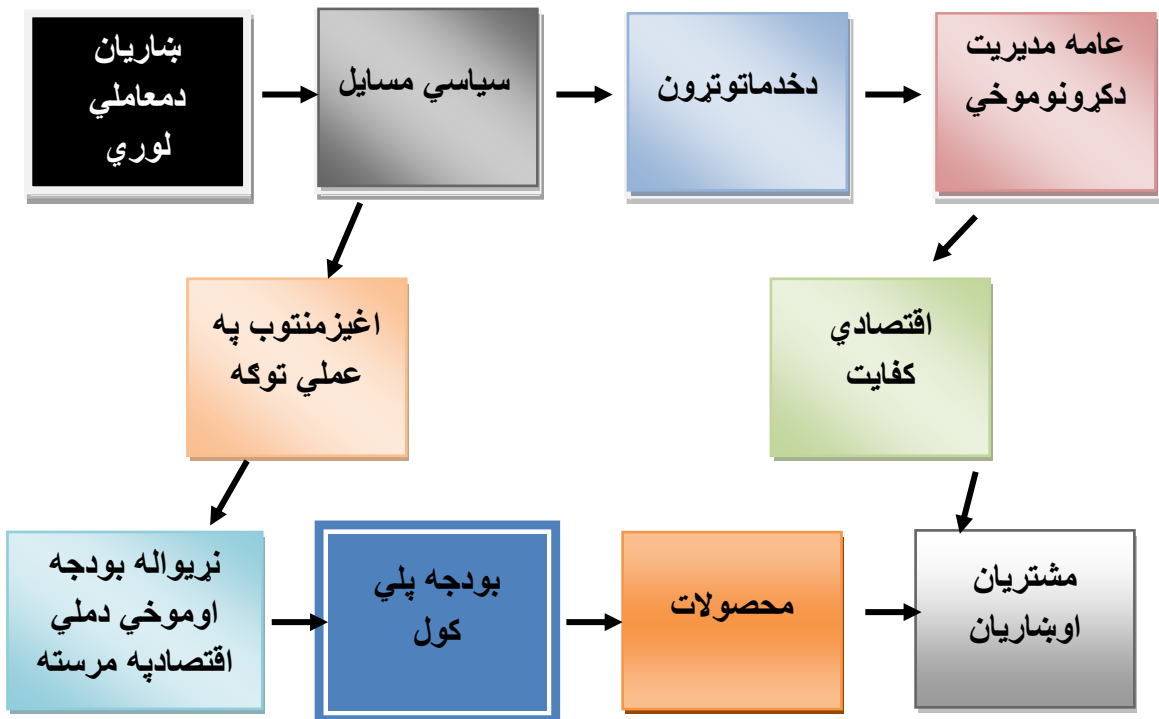 ښاریان
دمعاملي
لوري
سیاسي مسایل
دخدماتوتړون
عامه مدیریت
دکړونوموخي
اغیزمنتوب په
عملي توګه
اقتصادي
کفایت
نړیواله بودجه
اوموخي دملي
اقتصادپه مرسته
بودجه پلي
کول
محصولات
مشتریان
اوښاریان